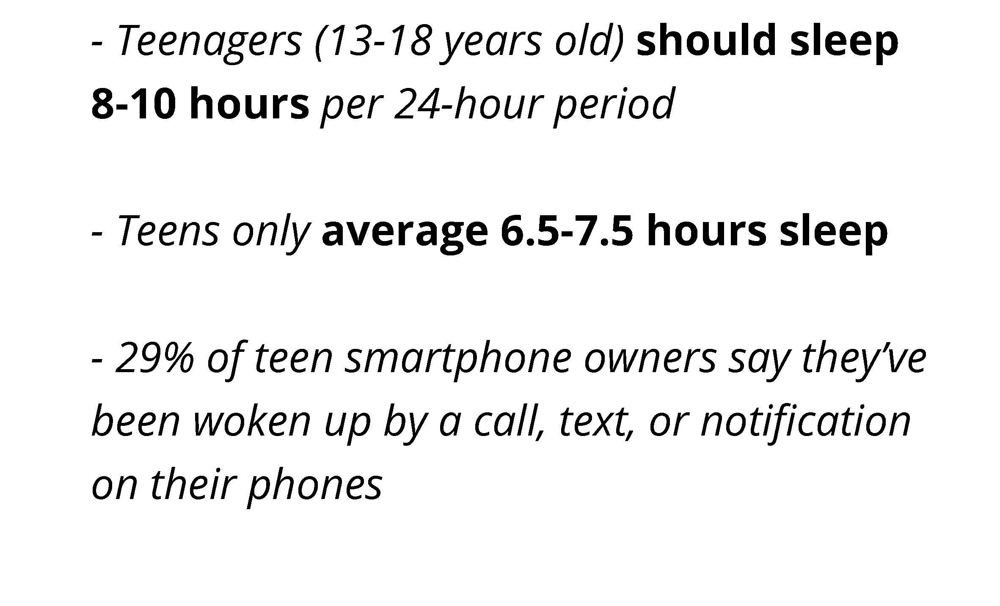 - Teenagers (13-18 years old) should sleep
8-10 hours per 24-hour period
- Teens only average 6.5-7.5 hours sleep
- 29% of teen smartphone owners say they’ve
been woken up by a call, text, or notification
on their phones